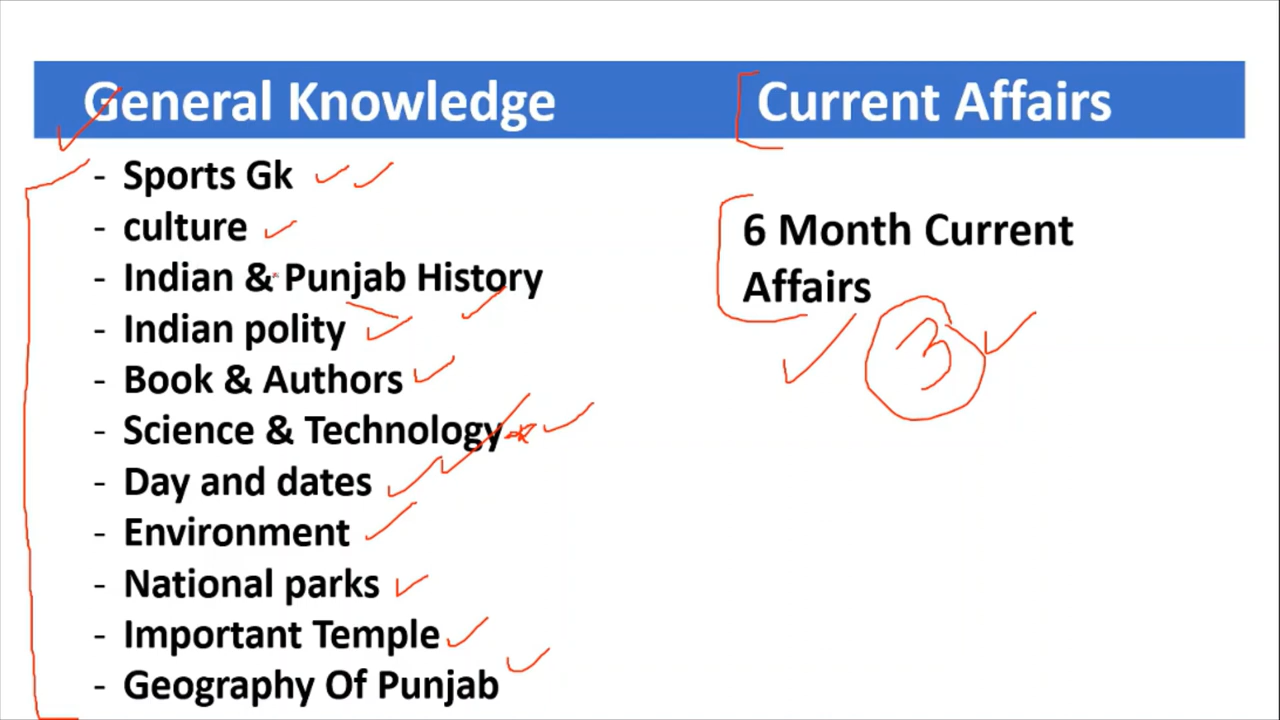 General Knowledge
Current Affairs
- Sports Gk
- culture
- Indian & Punjab History
- Indian polity
- Book & Authors
- Science & Technology
- Day and dates
- Environment
- National parks
- Important Temple
- Geography Of Punjab
6 Month Current
Affairs
3